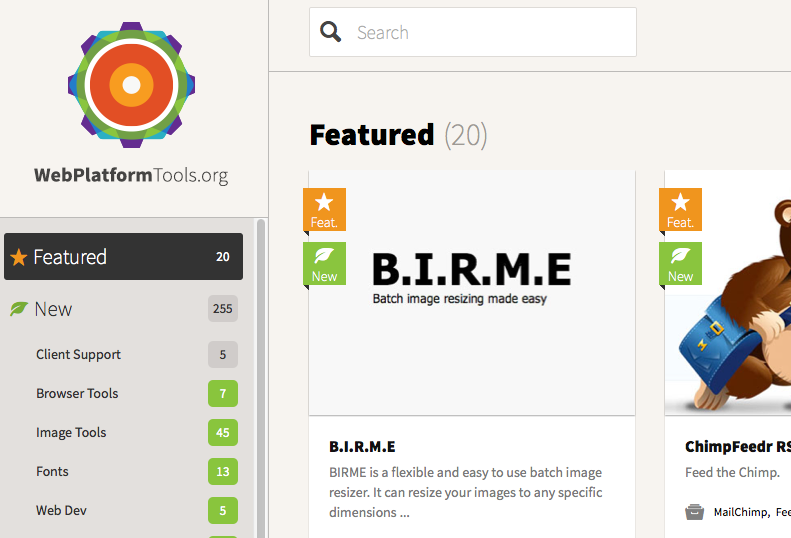 WebPlatformTools.org
Search
Featured 20
New 255
Client Support 5
Browser Tools 7
Image Tools 45
Fonts 13
Web Dev 5
Featured (20)
Feat.
New
B.I.R.M.E
Batch image resizing made easy
B.I.R.M.E
BIRME is a flexible and easy to use batch image
resizer. It can resize your images to any specific
dimensions ...
Feat.
New
ChimpFeedr RS
Feed the Chimp.
MailChimp, Fee